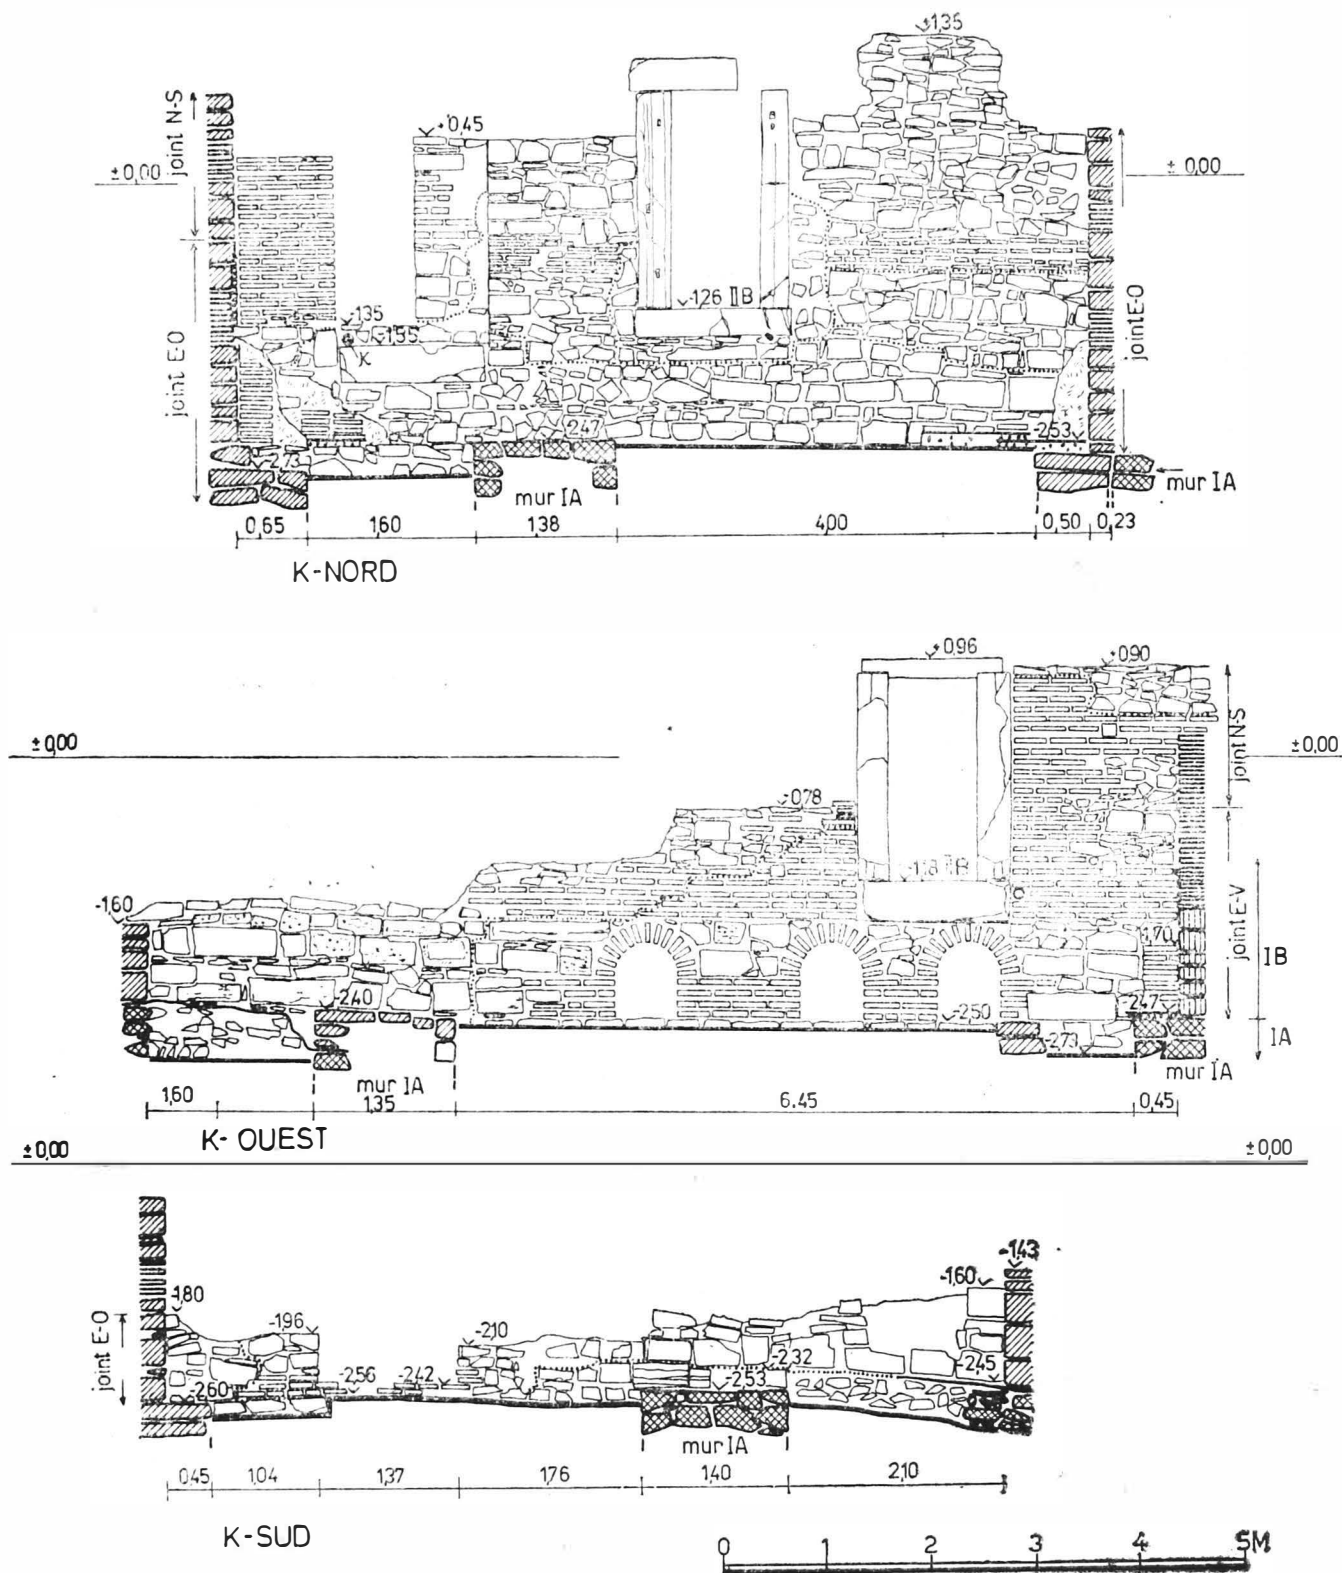 +1,35
joint N-S
+0,45
±0,00
± 0,00
-1,26 II B
-1,35
-1,55
K
joint E-O
joint E-O
-2,47
-2,53
-2,73
mur IA
mur IA
0,65 1,60 1,38 4,00 0,50 0,23
K-NORD
+0,96
+0,90
±0,00
joint N-S
±0,00
-0,78
-1,18 II B
-1,60
1,70
joint E-V
IB
-2,40
-2,50
-2,47
-2,73
IA
mur IA
mur IA
1,60 1,35 6.45 0,45
K- OUEST
±0,00
±0,00
-1,43
-1,60
-1,80
joint E-O
-1,96
-2,10
-2,32
-2,45
-2,60
-2,56
-2,42
-2,53
mur IA
0,45 1,04 1,37 1,76 1,40 2,10
K-SUD
0 1 2 3 4 5M